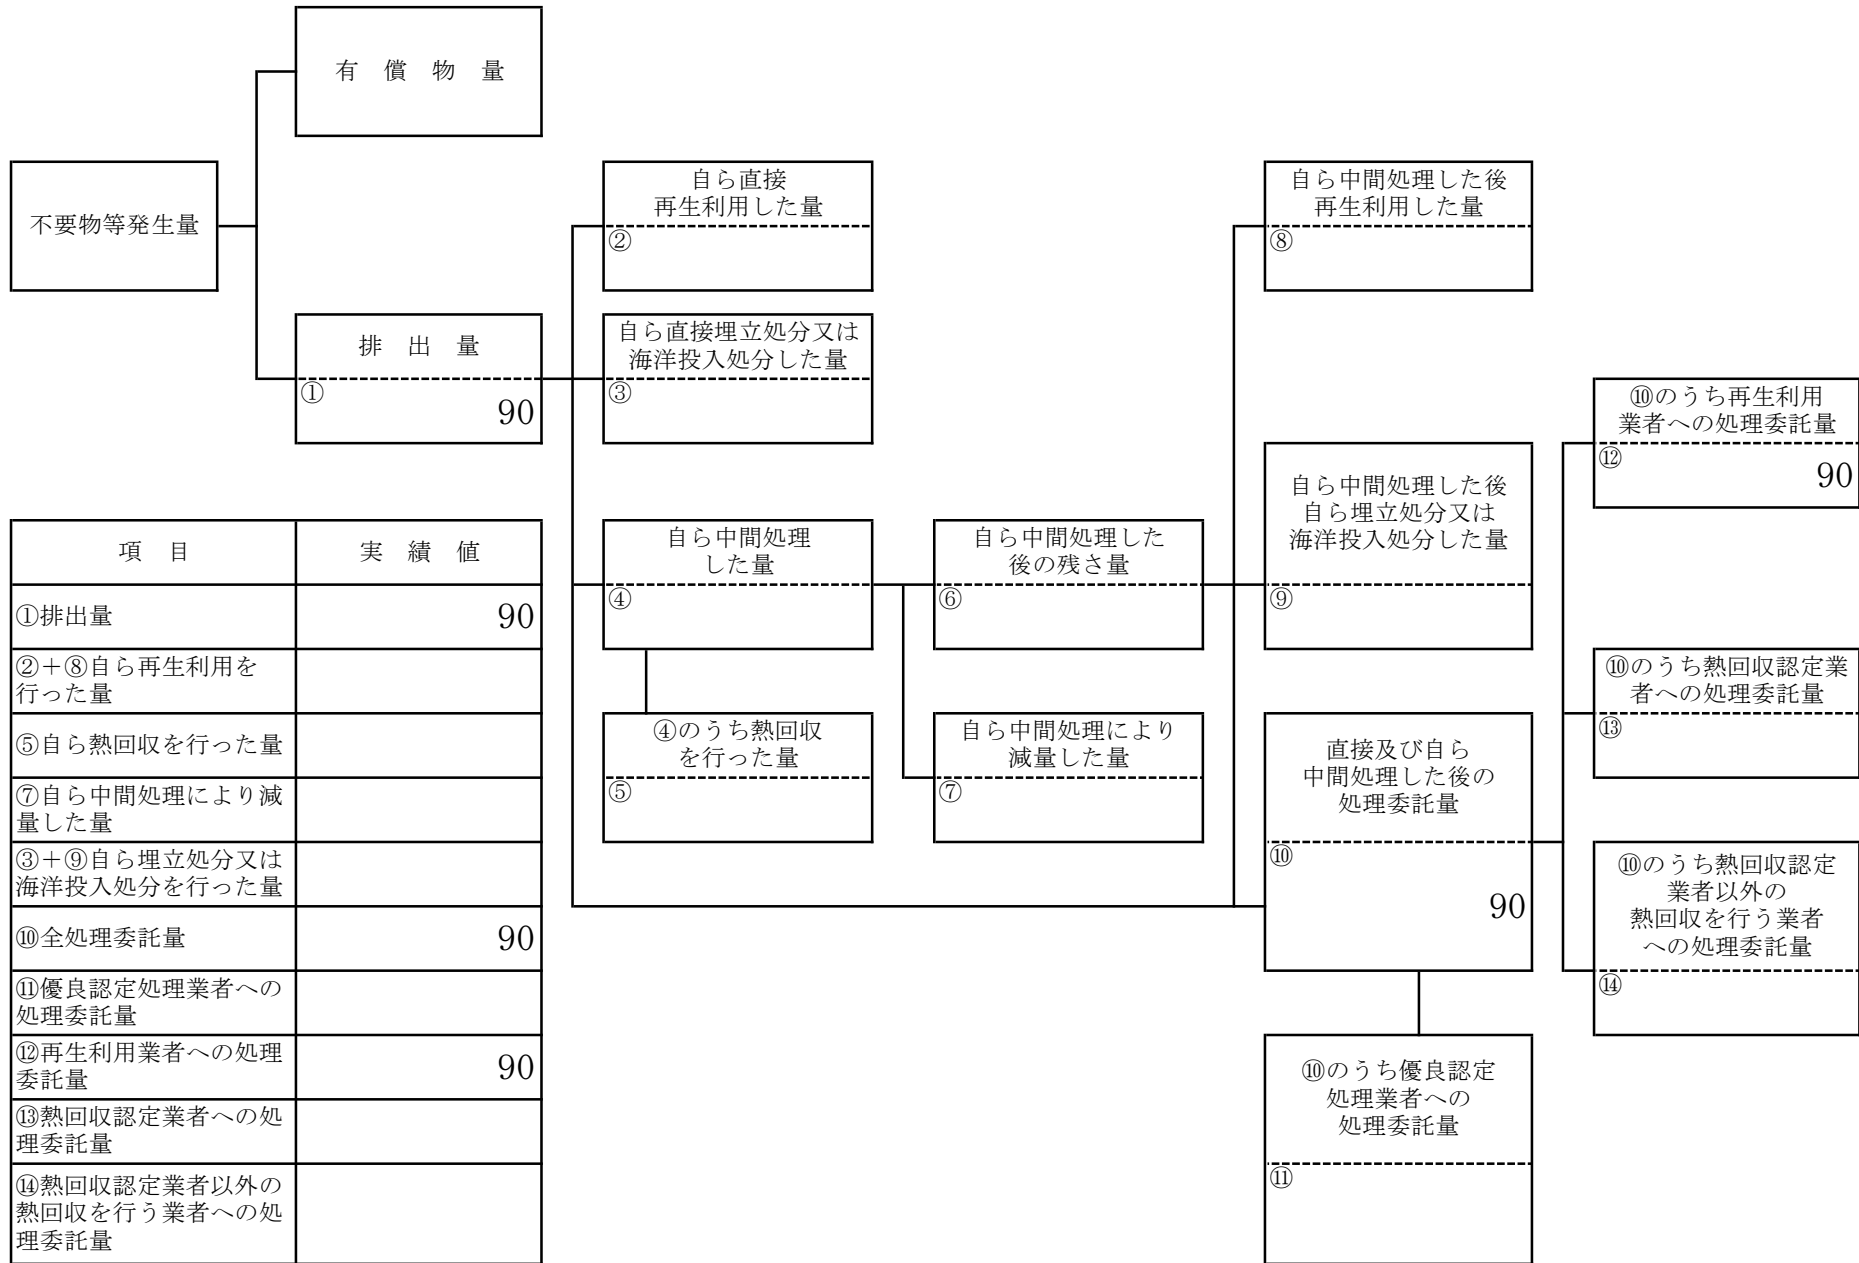 有　償　物　量
不要物等発生量
自ら直接
再生利用した量
②
自ら中間処理した後
再生利用した量
⑧
排　出　量
①
90
自ら直接埋立処分又は
海洋投入処分した量
③
⑩のうち再生利用
業者への処理委託量
⑫
90
自ら中間処理
した量
④
自ら中間処理した
後の残さ量
⑥
自ら中間処理した後
自ら埋立処分又は
海洋投入処分した量
⑨
④のうち熱回収
を行った量
⑤
自ら中間処理により
減量した量
⑦
直接及び自ら
中間処理した後の
処理委託量
⑩
90
⑩のうち熱回収認定業
者への処理委託量
⑬
⑩のうち熱回収認定
業者以外の
熱回収を行う業者
への処理委託量
⑭
⑩のうち優良認定
処理業者への
処理委託量
⑪
項　目　実　績　値
①排出量　90
②＋⑧自ら再生利用を
行った量
⑤自ら熱回収を行った量
⑦自ら中間処理により減
量した量
③＋⑨自ら埋立処分又は
海洋投入処分を行った量
⑩全処理委託量　90
⑪優良認定処理業者への
処理委託量
⑫再生利用業者への処理
委託量　90
⑬熱回収認定業者への処
理委託量
⑭熱回収認定業者以外の
熱回収を行う業者への処
理委託量